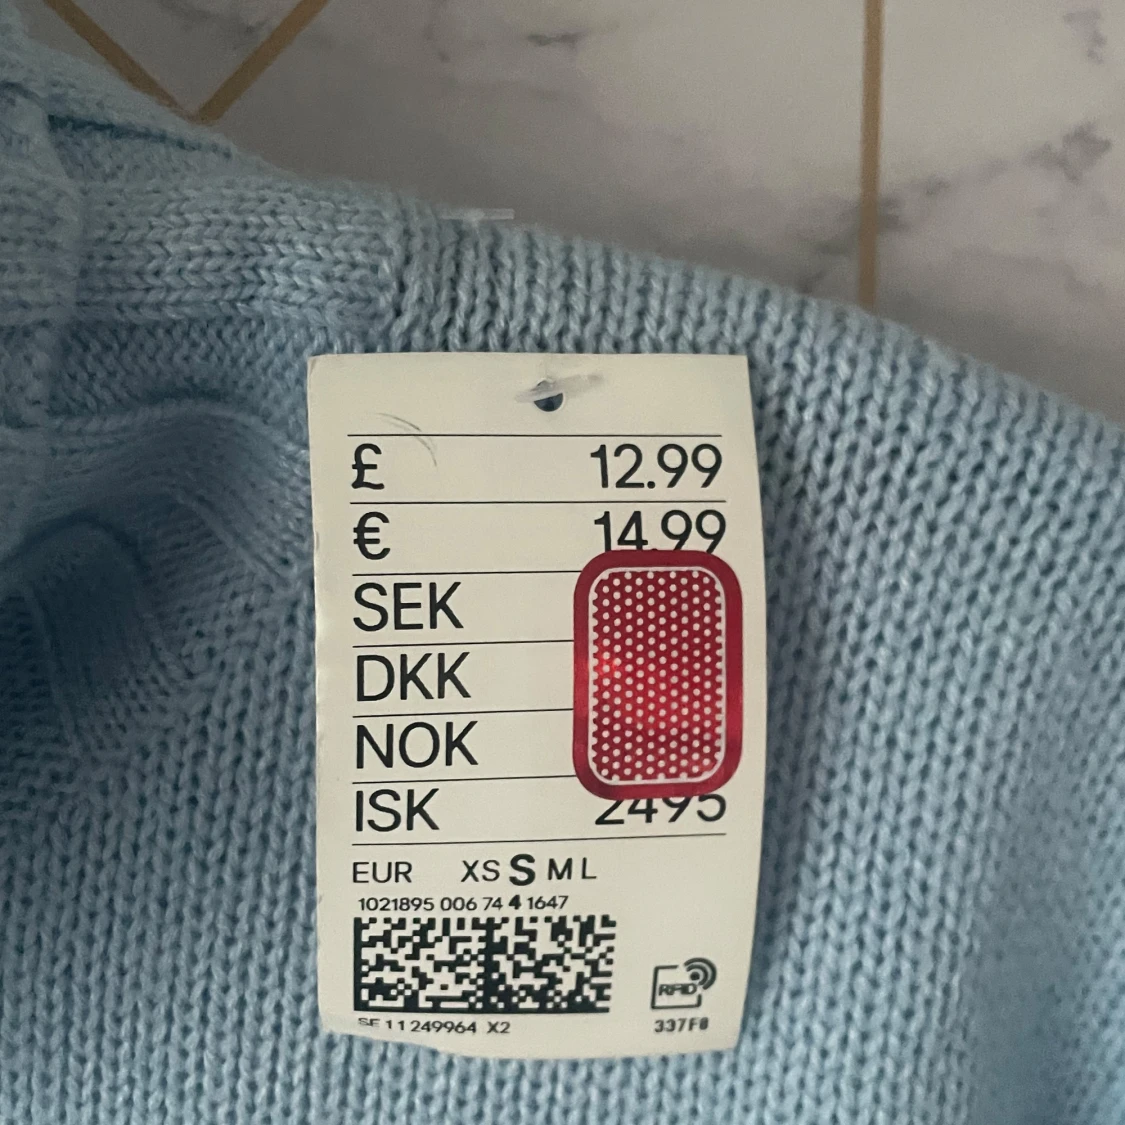 £ 12.99
€ 14.99
SEK
DKK
NOK
ISK 2495
EUR XS S M L
1021895 006 74 4 1647
RFID
SE 11 249964 X2
337F8